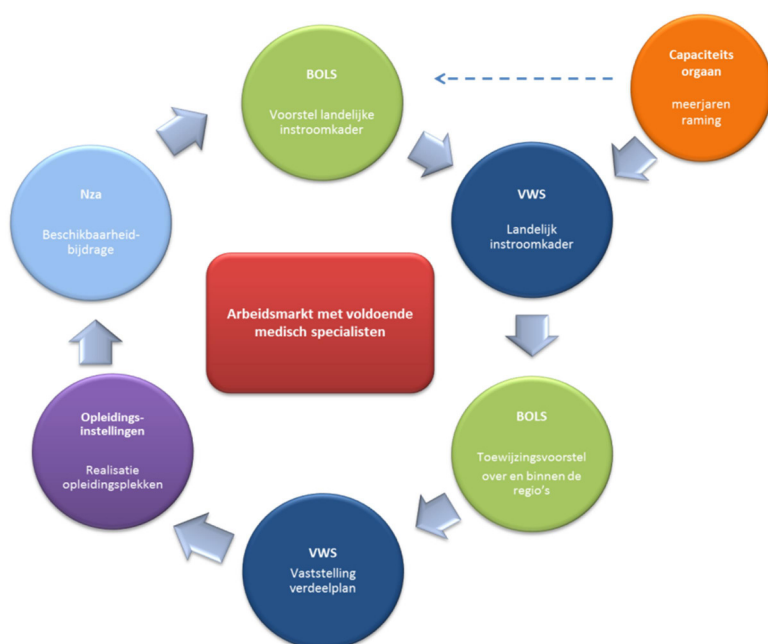 BOLS
Voorstel landelijke
instroomkader
Capaciteits
orgaan
meerjaren
raming
VWS
Landelijk
instroomkader
BOLS
Toewijzingsvoorstel
over en binnen de
regio's
VWS
Vaststelling
verdeelplan
Opleidings-
instellingen
Realisatie
opleidingsplekken
Nza
Beschikbaarheid-
bijdrage
Arbeidsmarkt met voldoende
medisch specialisten